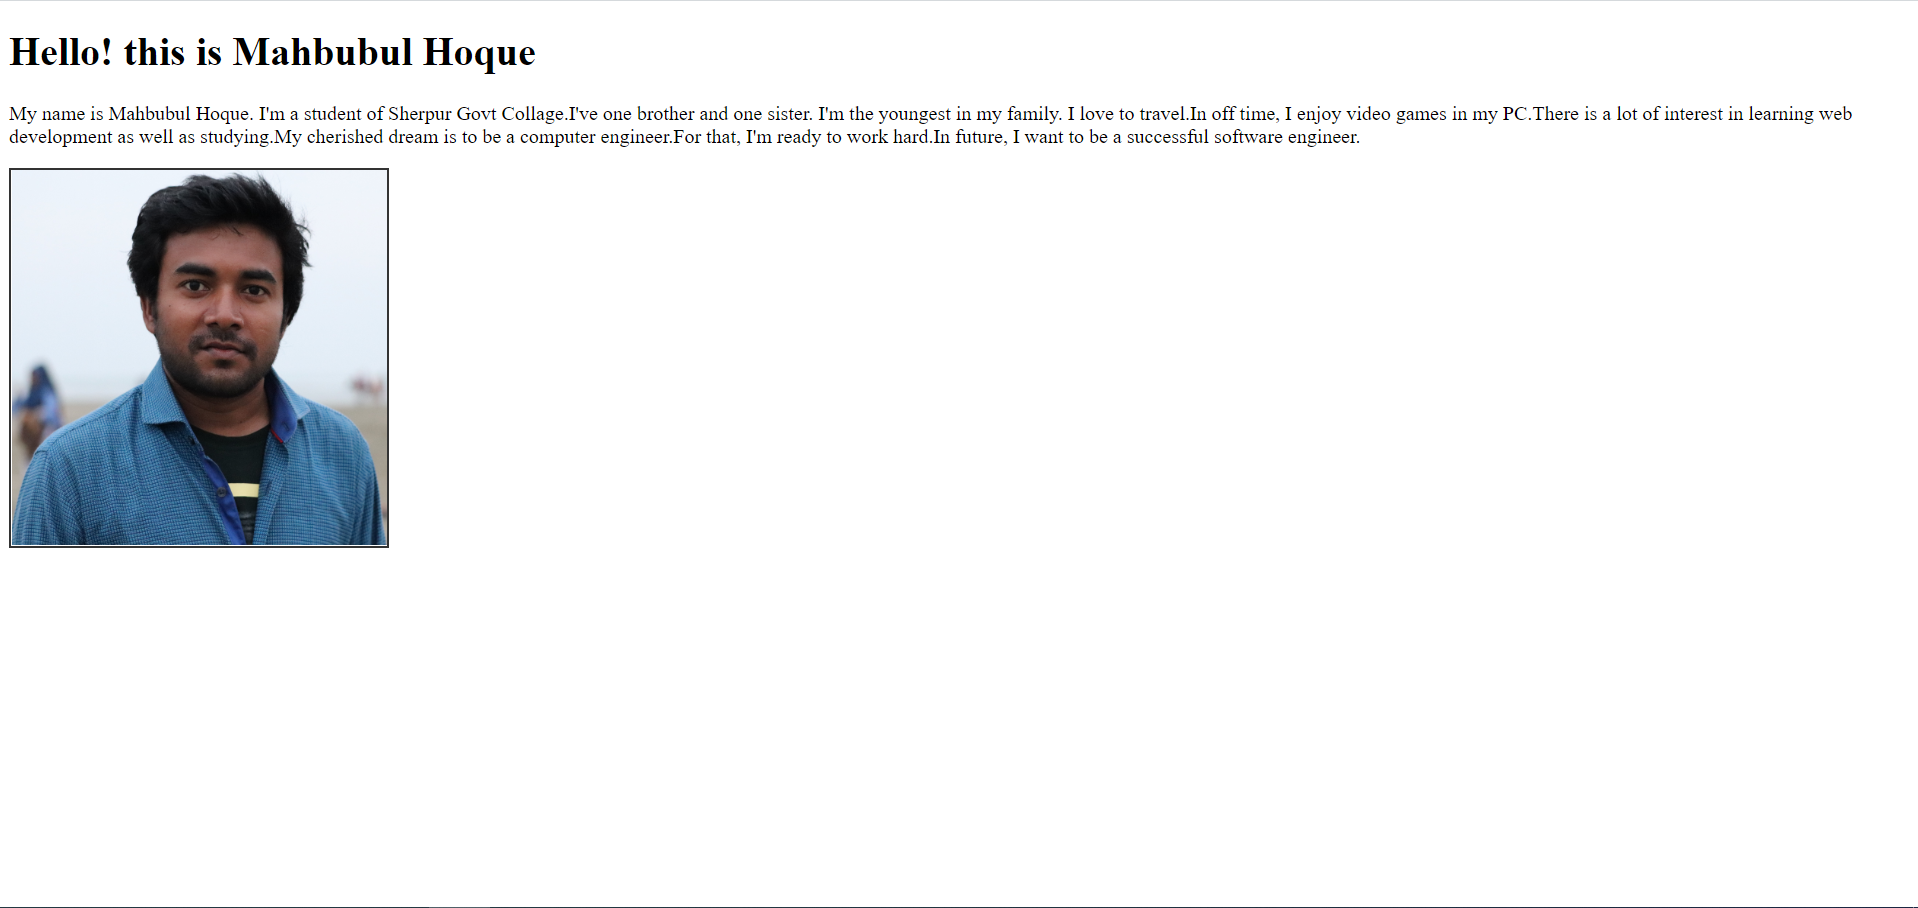 Hello! this is Mahbubul Hoque
My name is Mahbubul Hoque. I'm a student of Sherpur Govt Collage.I've one brother and one sister. I'm the youngest in my family. I love to travel.In off time, I enjoy video games in my PC.There is a lot of interest in learning web
development as well as studying.My cherished dream is to be a computer engineer.For that, I'm ready to work hard.In future, I want to be a successful software engineer.